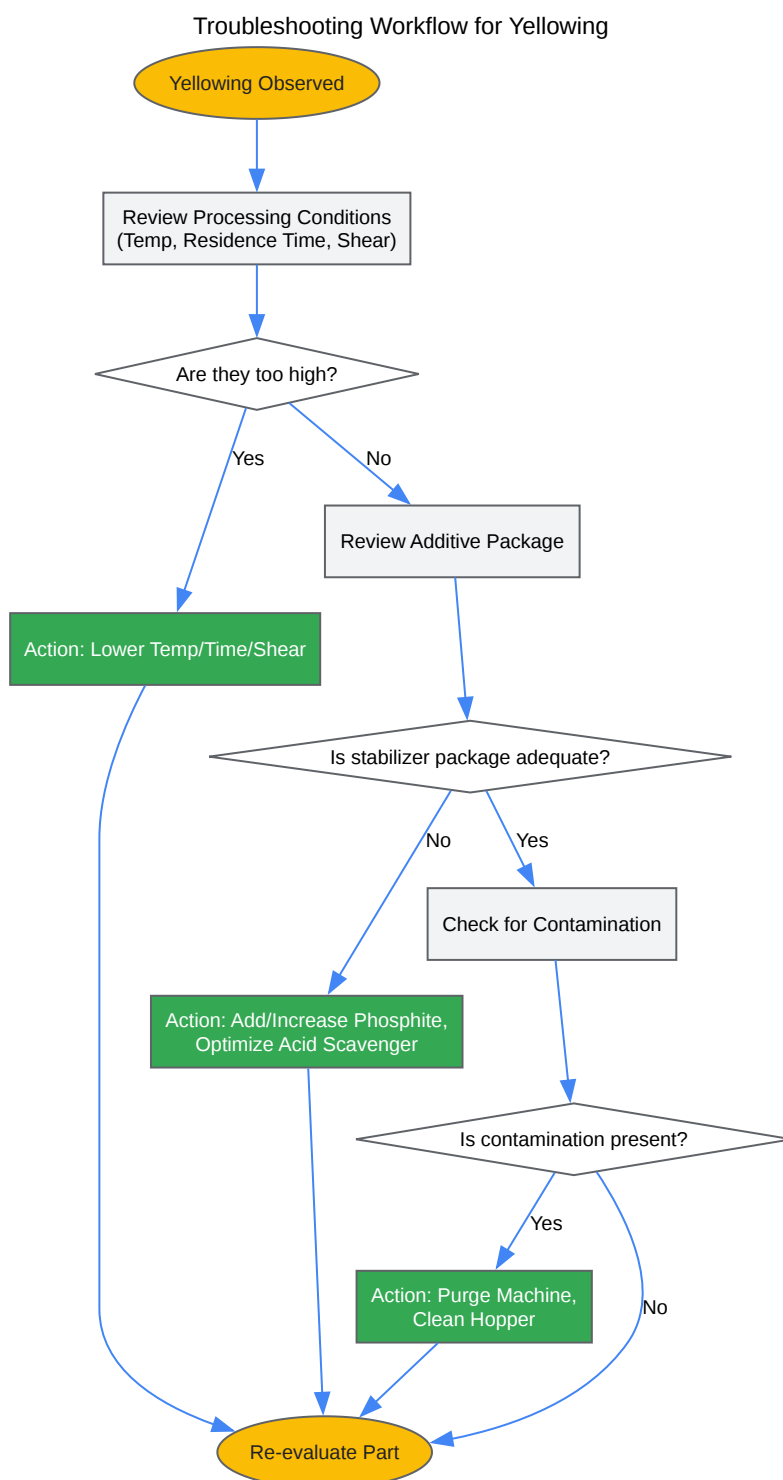 Troubleshooting Workflow for Yellowing
Yellowing Observed
Review Processing Conditions
(Temp, Residence Time, Shear)
Are they too high?
Yes
No
Review Additive Package
Action: Lower Temp/Time/Shear
Is stabilizer package adequate?
No
Yes
Check for Contamination
Action: Add/Increase Phosphite,
Optimize Acid Scavenger
Is contamination present?
Yes
Action: Purge Machine,
Clean Hopper
No
Re-evaluate Part